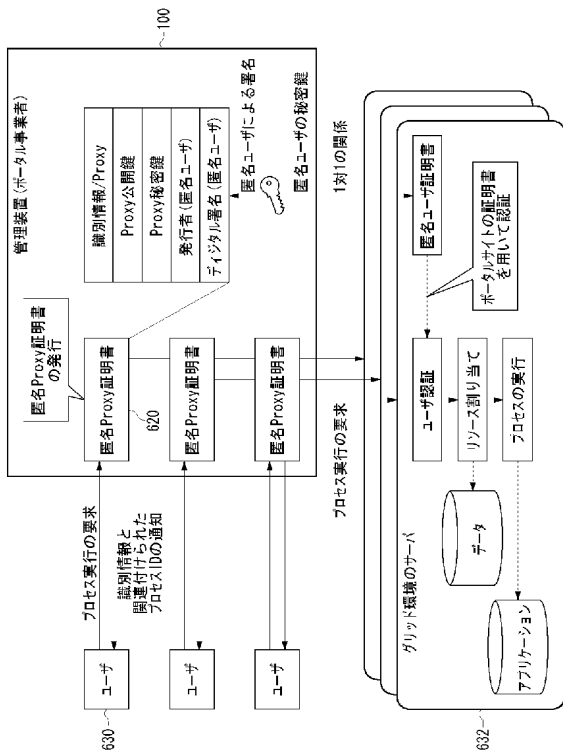 管理装置(ポータル事業者)
100
匿名Proxy証明書
の発行
識別情報/Proxy
Proxy公開鍵
Proxy秘密鍵
発行者(匿名ユーザ)
ディジタル署名(匿名ユーザ)
匿名ユーザによる署名
匿名ユーザの秘密鍵
匿名Proxy証明書
620
匿名Proxy証明書
匿名Proxy証明書
プロセス実行の要求
識別情報と
関連付けられた
プロセスIDの通知
630
ユーザ
ユーザ
ユーザ
プロセス実行の要求
1対1の関係
グリッド環境のサーバ
匿名ユーザ証明書
ポータルサイトの証明書
を用いて認証
ユーザ認証
リソース割り当て
プロセスの実行
データ
アプリケーション
632